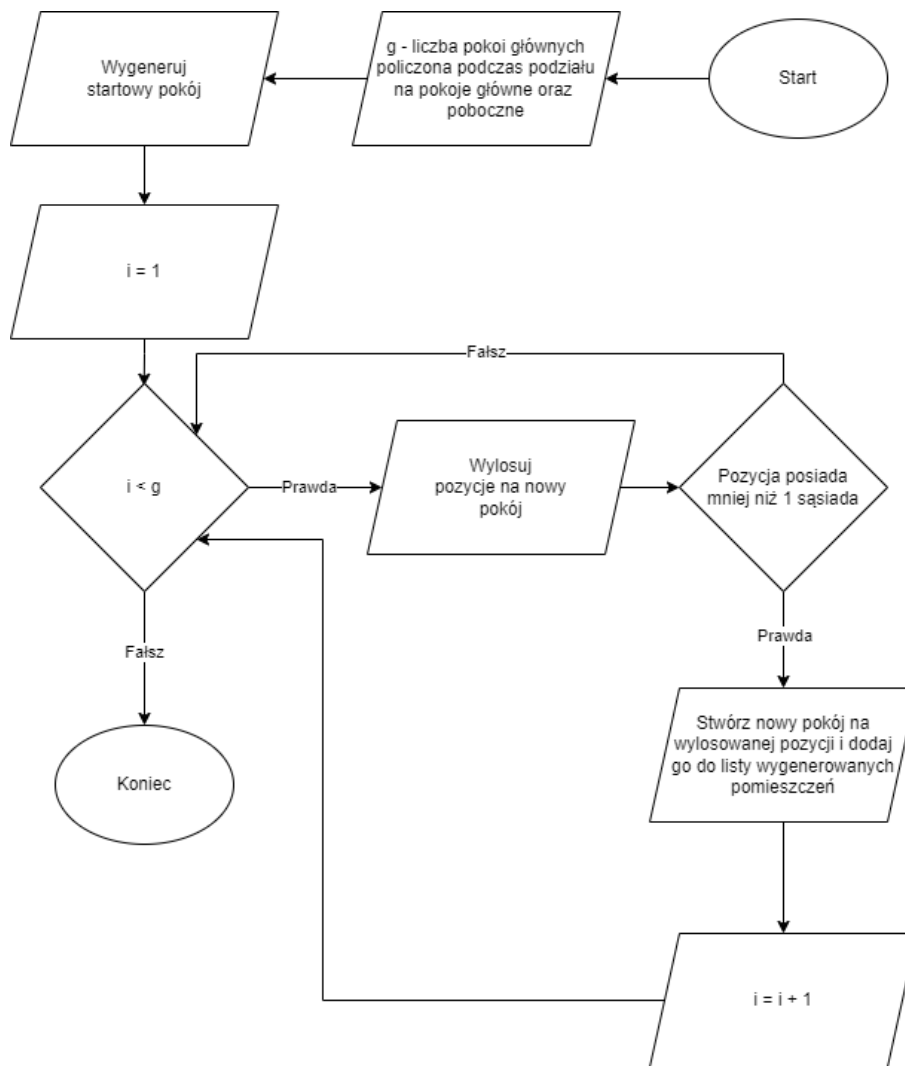 Start
g - liczba pokoi głównych
policzona podczas podziału
na pokoje główne oraz
poboczne
Wygeneruj
startowy pokój
i = 1
i < g
Prawda
Wylosuj
pozycje na nowy
pokój
Pozycja posiada
mniej niż 1 sąsiada
Fałsz
Prawda
Stwórz nowy pokój na
wylosowanej pozycji i dodaj
go do listy wygenerowanych
pomieszczeń
i = i + 1
Fałsz
Koniec